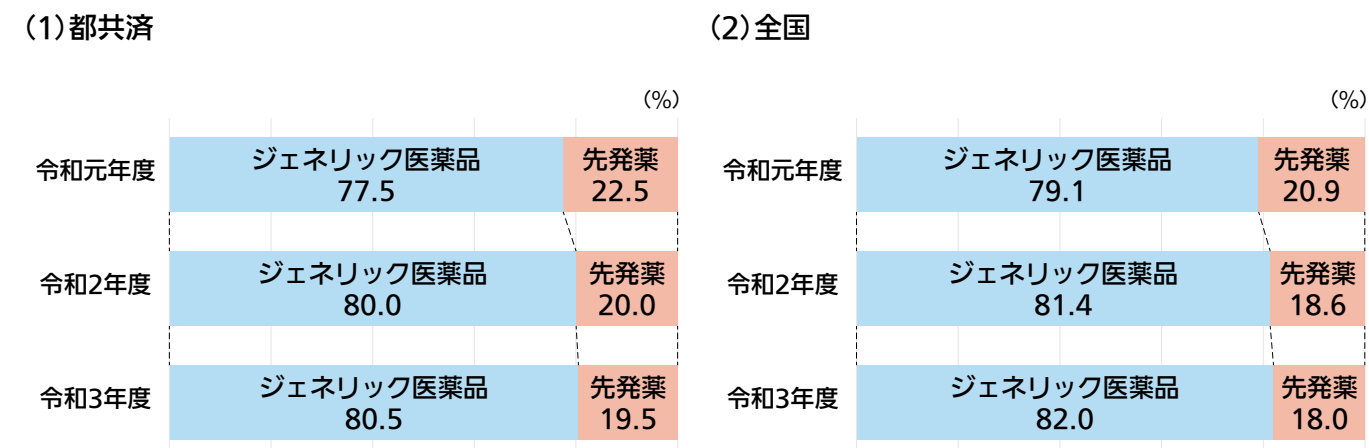 (1)都共済
(%)
令和元年度
ジェネリック医薬品
77.5
先発薬
22.5
令和2年度
ジェネリック医薬品
80.0
先発薬
20.0
令和3年度
ジェネリック医薬品
80.5
先発薬
19.5
(2)全国
(%)
令和元年度
ジェネリック医薬品
79.1
先発薬
20.9
令和2年度
ジェネリック医薬品
81.4
先発薬
18.6
令和3年度
ジェネリック医薬品
82.0
先発薬
18.0